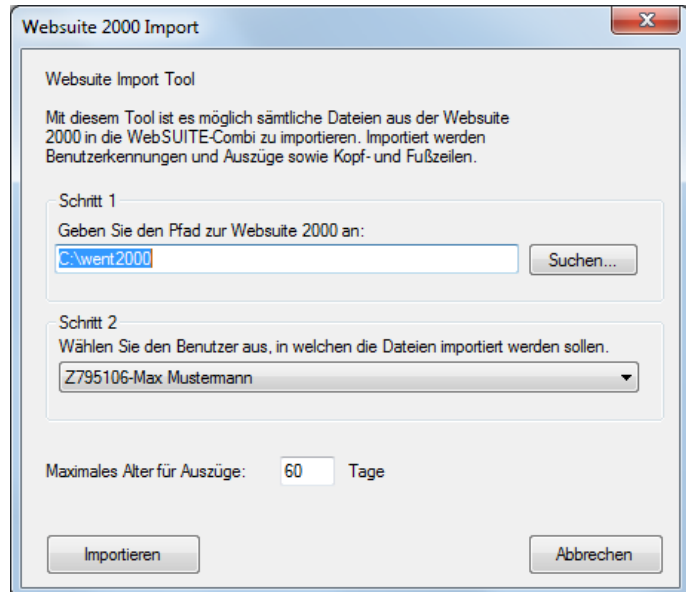 Websuite 2000 Import
Websuite Import Tool
Mit diesem Tool ist es möglich sämtliche Dateien aus der Websuite
2000 in die WebSUITE-Combi zu importieren. Importiert werden
Benutzerkennungen und Auszüge sowie Kopf- und Fußzeilen.
Schritt 1
Geben Sie den Pfad zur Websuite 2000 an:
C:\went2000
Suchen...
Schritt 2
Wählen Sie den Benutzer aus, in welchen die Dateien importiert werden sollen.
Z795106-Max Mustermann
Maximales Alter für Auszüge: 60 Tage
Importieren
Abbrechen